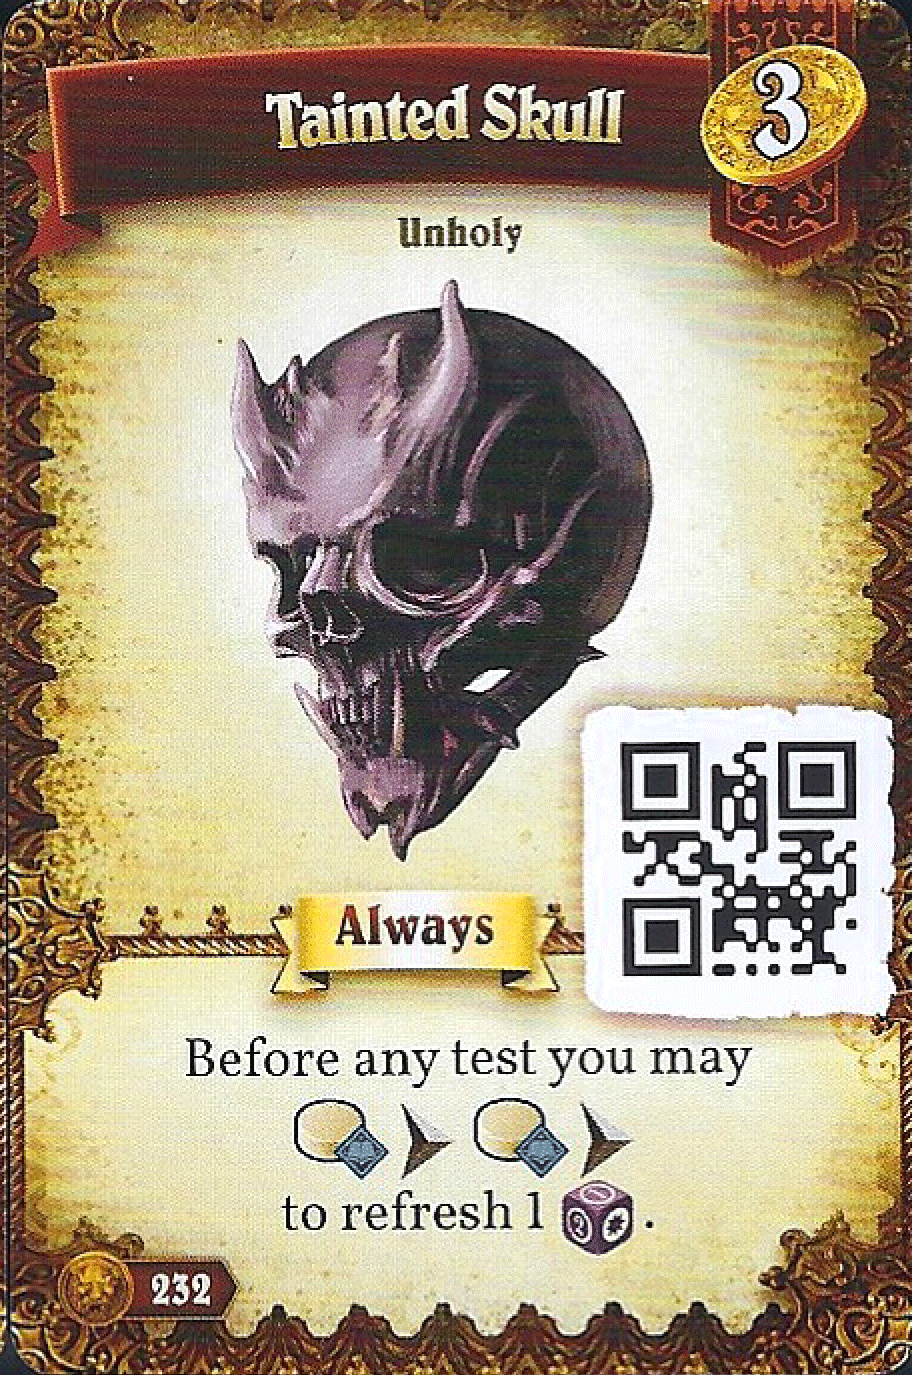 Tainted Skull
3
Unholy
Always
Before any test you may
to refresh 1 .
232